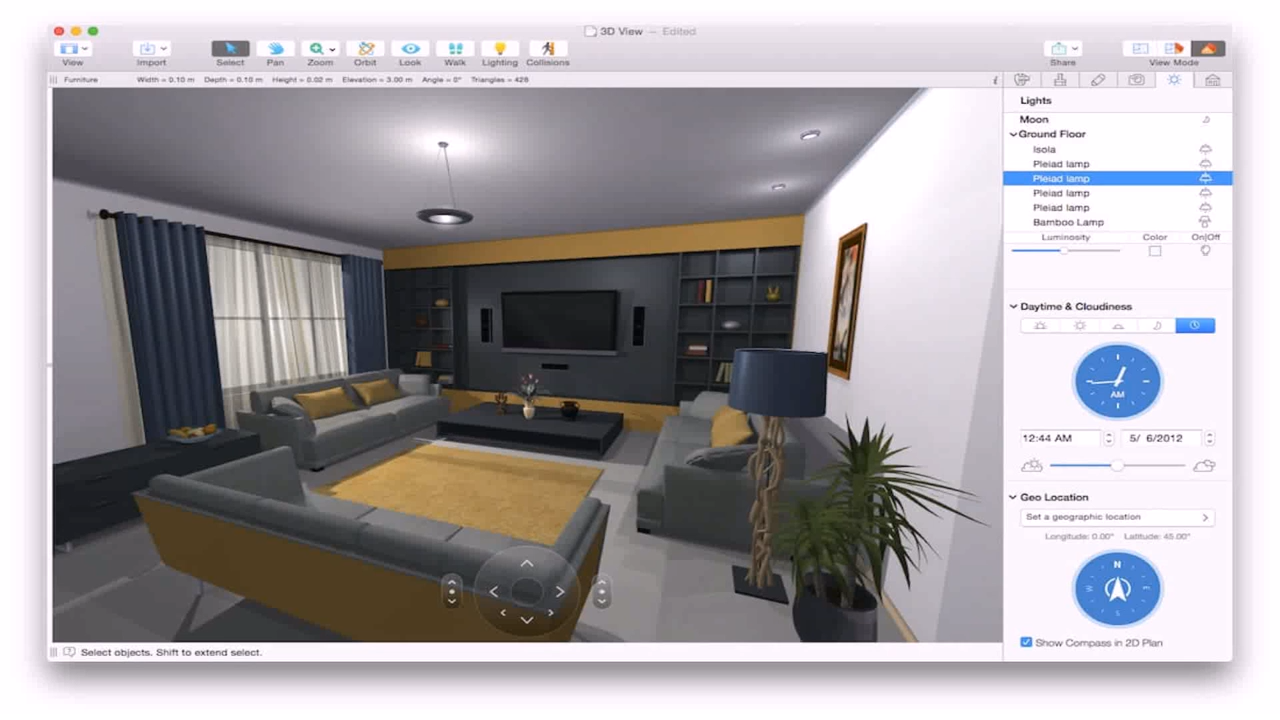 3D View — Edited
View Import Select Pan Zoom Orbit Look Walk Lighting Collisions Share View Mode
Furniture Width = 0.10 m Depth = 0.10 m Height = 0.02 m Elevation = 3.00 m Angle = 0° Triangles = 428
Lights
Moon
Ground Floor
Isola
Pleiad lamp
Pleiad lamp
Pleiad lamp
Pleiad lamp
Bamboo Lamp
Luminosity Color On|Off
Daytime & Cloudiness
AM
12:44 AM 5/ 6/2012
Geo Location
Set a geographic location
Longitude: 0.00° Latitude: 45.00°
N
W E
S
Show Compass in 2D Plan
Select objects. Shift to extend select.